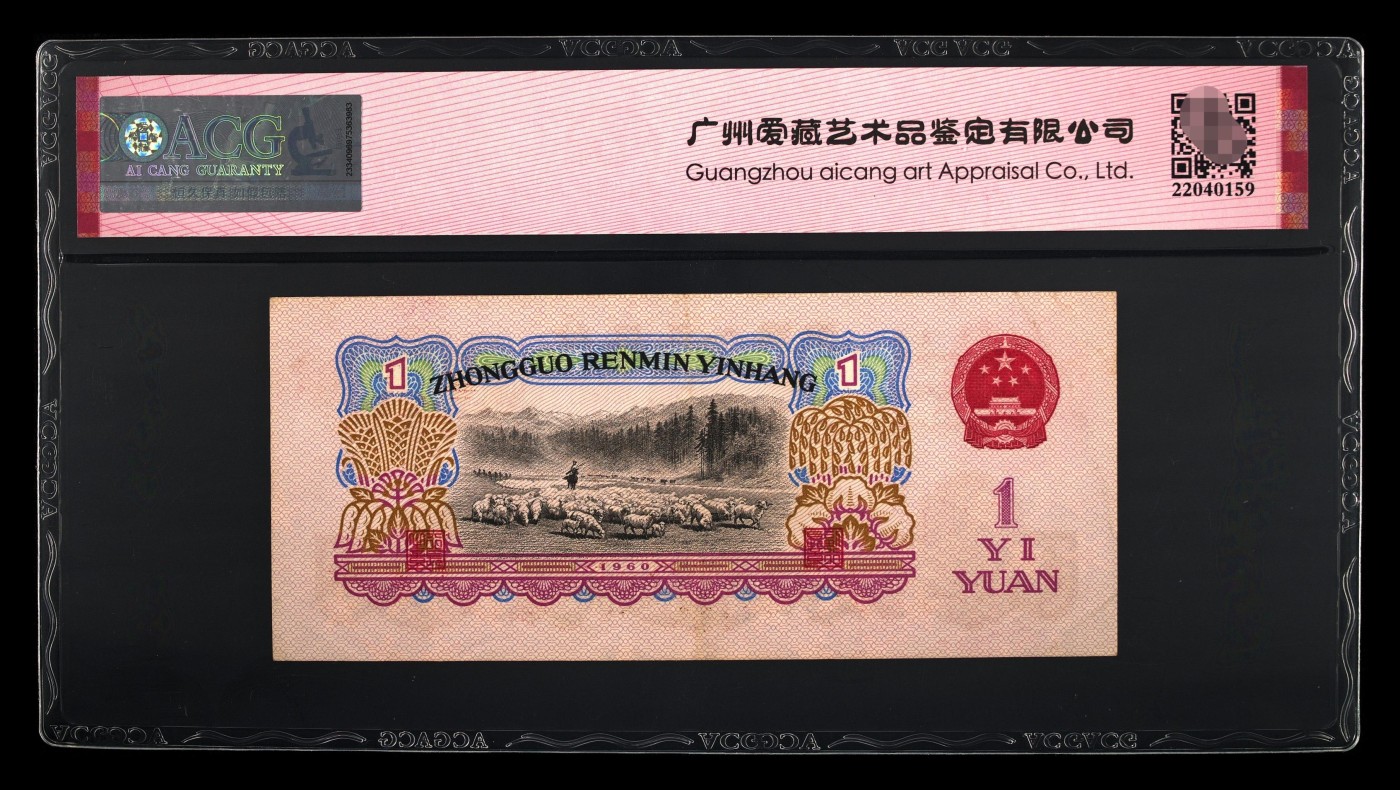 ACG
AI CANG GUARANTY
广州爱藏艺术品鉴定有限公司
Guangzhou aicang art Appraisal Co., Ltd.
22040159
ZHONGGUO RENMIN YINHANG
1
1
1960
1
YI
YUAN